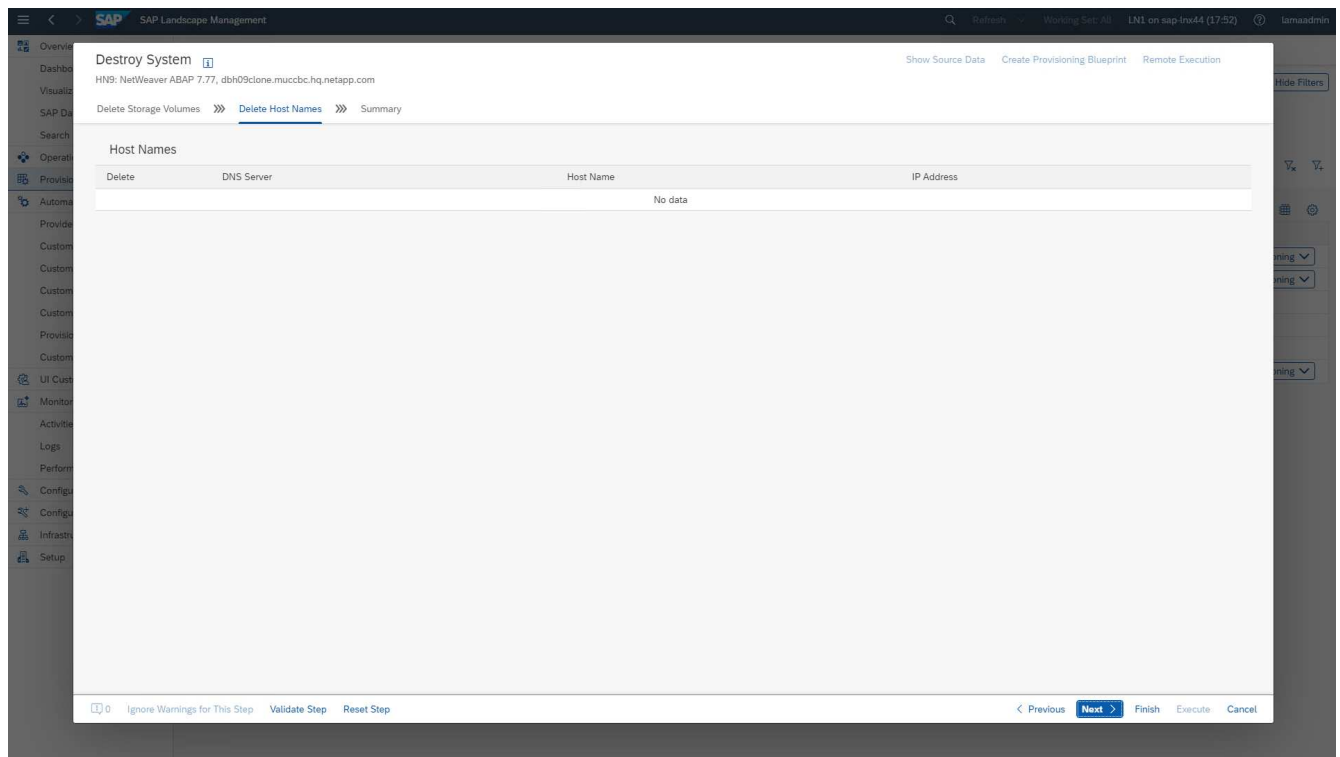 SAP SAP Landscape Management Refresh Working Set: All LN1 on sap-lnx44 (17:52) lamaadmin
Overvie
Dashbo
Visualiz
SAP Da
Search
Operati
Provisio
Automa
Provide
Custom
Custom
Custom
Custom
Provisio
Custom
UI Cust
Monitor
Activitie
Logs
Perform
Configu
Configu
Infrastru
Setup
Destroy System
Show Source Data Create Provisioning Blueprint Remote Execution
HN9: NetWeaver ABAP 7.77, dbh09clone.muccbc.hq.netapp.com
Delete Storage Volumes Delete Host Names Summary
Host Names
Delete DNS Server Host Name IP Address
No data
0 Ignore Warnings for This Step Validate Step Reset Step
Previous Next Finish Execute Cancel
Hide Filters
oning
oning
oning